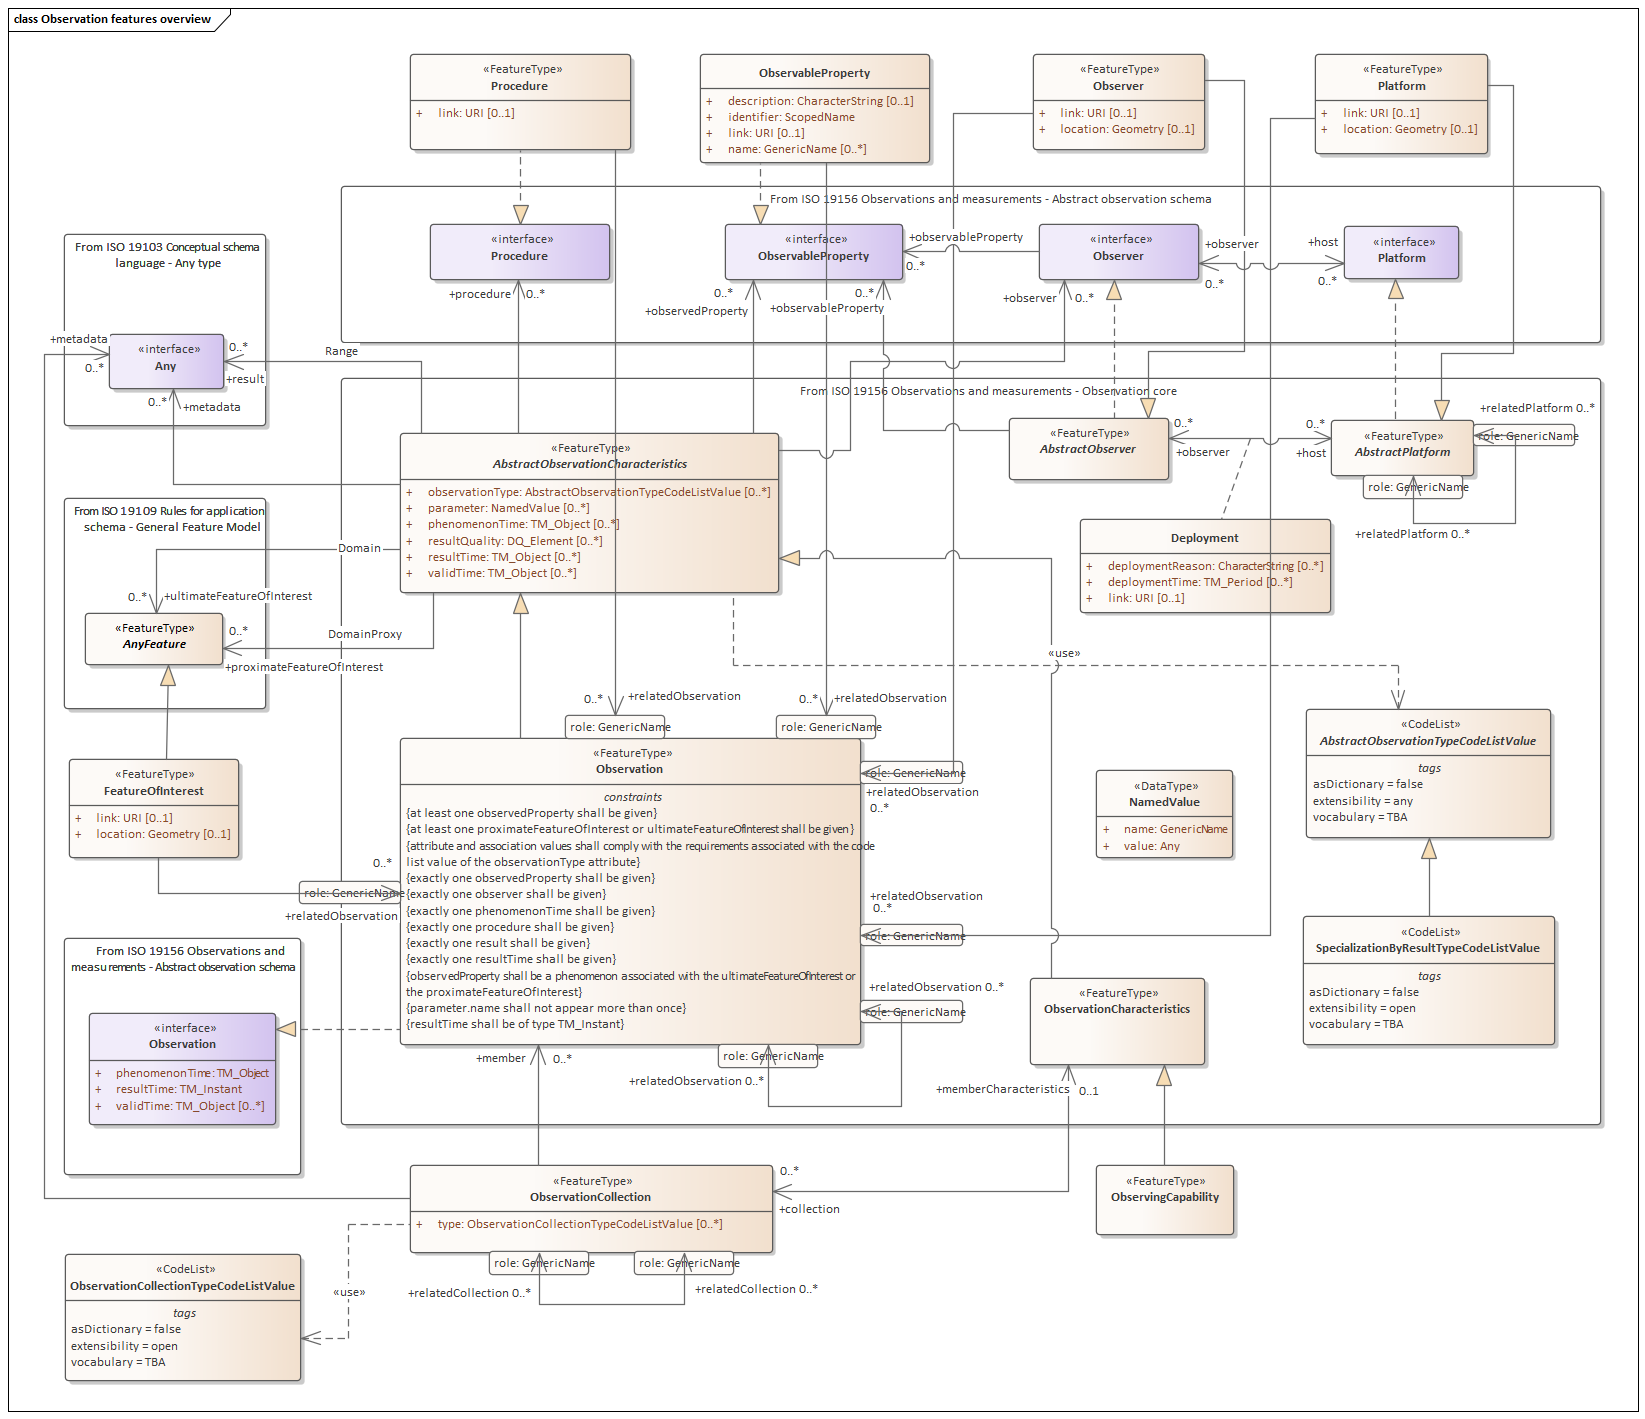 class Observation features overview
«FeatureType»
Procedure
+ link: URI [0..1]
ObservableProperty
+ description: CharacterString [0..1]
+ identifier: ScopedName
+ link: URI [0..1]
+ name: GenericName [0..*]
«FeatureType»
Observer
+ link: URI [0..1]
+ location: Geometry [0..1]
«FeatureType»
Platform
+ link: URI [0..1]
+ location: Geometry [0..1]
From ISO 19156 Observations and measurements - Abstract observation schema
«interface»
Procedure
+procedure 0..*
«interface»
ObservableProperty
+observableProperty
0..*
0..*
+observedProperty
0..*
+observableProperty
«interface»
Observer
+observer
0..*
+observer 0..*
+host
0..*
«interface»
Platform
From ISO 19103 Conceptual schema
language - Any type
+metadata
0..*
«interface»
Any
0..*
+result
Range
0..*
+metadata
From ISO 19156 Observations and measurements - Observation core
«FeatureType»
AbstractObservationCharacteristics
+ observationType: AbstractObservationTypeCodeListValue [0..*]
+ parameter: NamedValue [0..*]
+ phenomenonTime: TM_Object [0..*]
+ resultQuality: DQ_Element [0..*]
+ resultTime: TM_Object [0..*]
+ validTime: TM_Object [0..*]
«FeatureType»
AbstractObserver
0..*
+observer
0..*
+host
«FeatureType»
AbstractPlatform
+relatedPlatform 0..*
role: GenericName
role: GenericName
+relatedPlatform 0..*
Deployment
+ deploymentReason: CharacterString [0..*]
+ deploymentTime: TM_Period [0..*]
+ link: URI [0..1]
From ISO 19109 Rules for application
schema - General Feature Model
Domain
0..*
+ultimateFeatureOfInterest
«FeatureType»
AnyFeature
0..*
DomainProxy
+proximateFeatureOfInterest
«use»
0..*
+relatedObservation
role: GenericName
0..*
+relatedObservation
role: GenericName
«FeatureType»
FeatureOfInterest
+ link: URI [0..1]
+ location: Geometry [0..1]
0..*
role: GenericName
+relatedObservation
«FeatureType»
Observation
constraints
{at least one observedProperty shall be given}
{at least one proximateFeatureOfInterest or ultimateFeatureOfInterest shall be given}
{attribute and association values shall comply with the requirements associated with the code
list value of the observationType attribute}
{exactly one observedProperty shall be given}
{exactly one observer shall be given}
{exactly one phenomenonTime shall be given}
{exactly one procedure shall be given}
{exactly one result shall be given}
{exactly one resultTime shall be given}
{observedProperty shall be a phenomenon associated with the ultimateFeatureOfInterest or
the proximateFeatureOfInterest}
{parameter.name shall not appear more than once}
{resultTime shall be of type TM_Instant}
role: GenericName
+relatedObservation
0..*
+relatedObservation
0..*
role: GenericName
+relatedObservation 0..*
role: GenericName
role: GenericName
+relatedObservation 0..*
«DataType»
NamedValue
+ name: GenericName
+ value: Any
«CodeList»
AbstractObservationTypeCodeListValue
tags
asDictionary = false
extensibility = any
vocabulary = TBA
«CodeList»
SpecializationByResultTypeCodeListValue
tags
asDictionary = false
extensibility = open
vocabulary = TBA
From ISO 19156 Observations and
measurements - Abstract observation schema
«interface»
Observation
+ phenomenonTime: TM_Object
+ resultTime: TM_Instant
+ validTime: TM_Object [0..*]
«FeatureType»
ObservationCharacteristics
+memberCharacteristics 0..1
+member 0..*
«FeatureType»
ObservationCollection
+ type: ObservationCollectionTypeCodeListValue [0..*]
0..*
+collection
«FeatureType»
ObservingCapability
role: GenericName
role: GenericName
+relatedCollection 0..*
+relatedCollection 0..*
«use»
«CodeList»
ObservationCollectionTypeCodeListValue
tags
asDictionary = false
extensibility = open
vocabulary = TBA